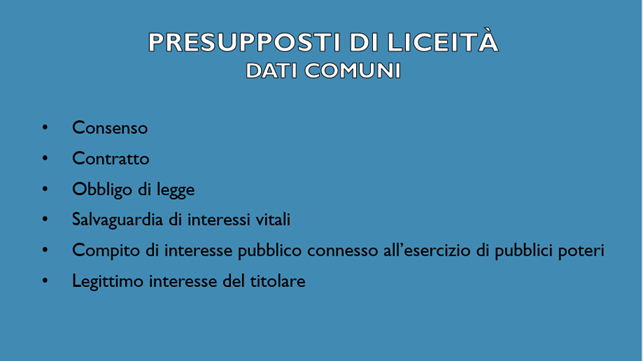 PRESUPPOSTI DI LICEITÀ
DATI COMUNI
• Consenso
• Contratto
• Obbligo di legge
• Salvaguardia di interessi vitali
• Compito di interesse pubblico connesso all'esercizio di pubblici poteri
• Legittimo interesse del titolare